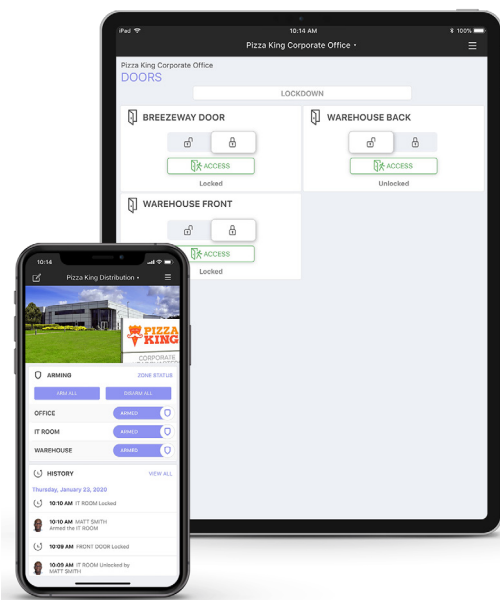 iPad
10:14 AM
100%
Pizza King Corporate Office
Pizza King Corporate Office
DOORS
LOCKDOWN
BREEZEWAY DOOR
ACCESS
Locked
WAREHOUSE BACK
ACCESS
Unlocked
WAREHOUSE FRONT
ACCESS
Locked
10:14
Pizza King Distribution
PIZZA
KING
CORPORATE
ARMING
ZONE STATUS
ARM ALL
DISARM ALL
OFFICE
ARMED
IT ROOM
ARMED
WAREHOUSE
ARMED
HISTORY
VIEW ALL
Thursday, January 23, 2020
10:10 AM IT ROOM Locked
10:10 AM MATT SMITH
Armed the IT ROOM
10:09 AM FRONT DOOR Locked
10:09 AM IT ROOM Unlocked by
MATT SMITH